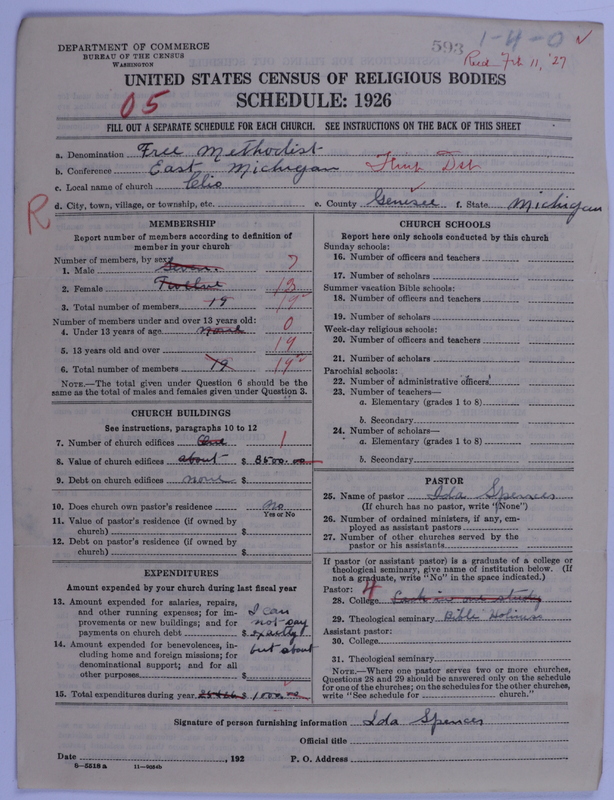 DEPARTMENT OF COMMERCE
BUREAU OF THE CENSUS
WASHINGTON
593 1-4-0
Recd Feb 11, '27
UNITED STATES CENSUS OF RELIGIOUS BODIES
SCHEDULE: 1926
05
FILL OUT A SEPARATE SCHEDULE FOR EACH CHURCH. SEE INSTRUCTIONS ON THE BACK OF THIS SHEET
a. Denomination Free Methodist
b. Conference East Michigan Flint Dst
c. Local name of church Clio
d. City, town, village, or township, etc. e. County Genesee f. State Michigan
R
MEMBERSHIP
Report number of members according to definition of
member in your church
Number of members, by sex:
1. Male Seven 7
2. Female Twelve 12
3. Total number of members 19 19
Number of members under and over 13 years old:
4. Under 13 years of age none 0
5. 13 years old and over 19
6. Total number of members 19 19
NOTE.—The total given under Question 6 should be the
same as the total of males and females given under Question 3.
CHURCH BUILDINGS
See instructions, paragraphs 10 to 12
7. Number of church edifices One 1
8. Value of church edifices about $ 3500.00
9. Debt on church edifices none $
10. Does church own pastor's residence No
Yes or No
11. Value of pastor's residence (if owned by
church) $
12. Debt on pastor's residence (if owned by
church) $
EXPENDITURES
Amount expended by your church during last fiscal year
13. Amount expended for salaries, repairs,
and other running expenses; for im-
provements or new buildings; and for
payments on church debt $
I can
not say
exactly
but about
14. Amount expended for benevolences, in-
cluding home and foreign missions; for
denominational support; and for all
other purposes $
15. Total expenditures during year $ 1000.00
CHURCH SCHOOLS
Report here only schools conducted by this church
Sunday schools:
16. Number of officers and teachers
17. Number of scholars
Summer vacation Bible schools:
18. Number of officers and teachers
19. Number of scholars
Week-day religious schools:
20. Number of officers and teachers
21. Number of scholars
Parochial schools:
22. Number of administrative officers
23. Number of teachers—
a. Elementary (grades 1 to 8)
b. Secondary
24. Number of scholars—
a. Elementary (grades 1 to 8)
b. Secondary
PASTOR
25. Name of pastor Ida Spences
(If church has no pastor, write "None")
26. Number of ordained ministers, if any, em-
ployed as assistant pastors
27. Number of other churches served by the
pastor or his assistants
If pastor (or assistant pastor) is a graduate of a college or
theological seminary, give name of institution below. (If
not a graduate, write "No" in the space indicated.)
Pastor: 4
28. College Lack in one study
29. Theological seminary Bible Holiness
Assistant pastor:
30. College
31. Theological seminary
NOTE.—Where one pastor serves two or more churches,
Questions 28 and 29 should be answered only on the schedule
for one of the churches; on the schedules for the other churches,
write "See schedule for church."
Signature of person furnishing information Ida Spences
Official title
Date , 192 P. O. Address
6—5518 a 11—9054b